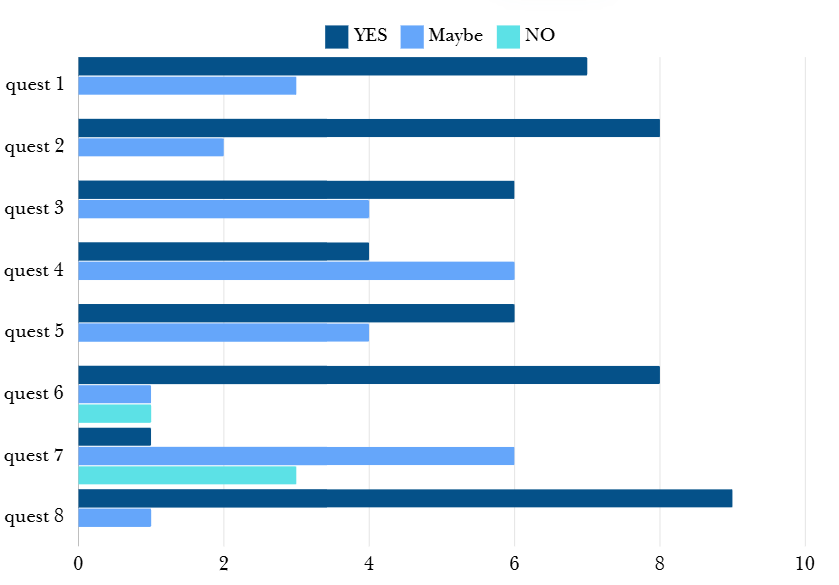 YES Maybe NO
quest 1
quest 2
quest 3
quest 4
quest 5
quest 6
quest 7
quest 8
0 2 4 6 8 10